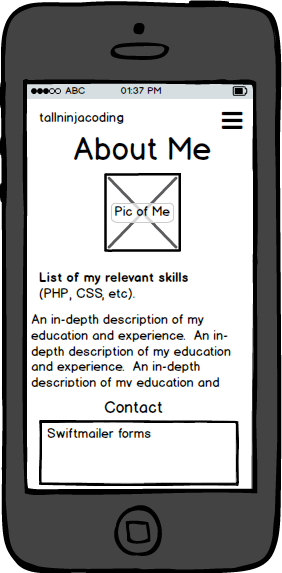 ABC 01:37 PM
tallninjacoding
About Me
Pic of Me
List of my relevant skills
(PHP, CSS, etc).
An in-depth description of my
education and experience. An in-
depth description of my education
and experience. An in-depth
description of my education and
Contact
Swiftmailer forms